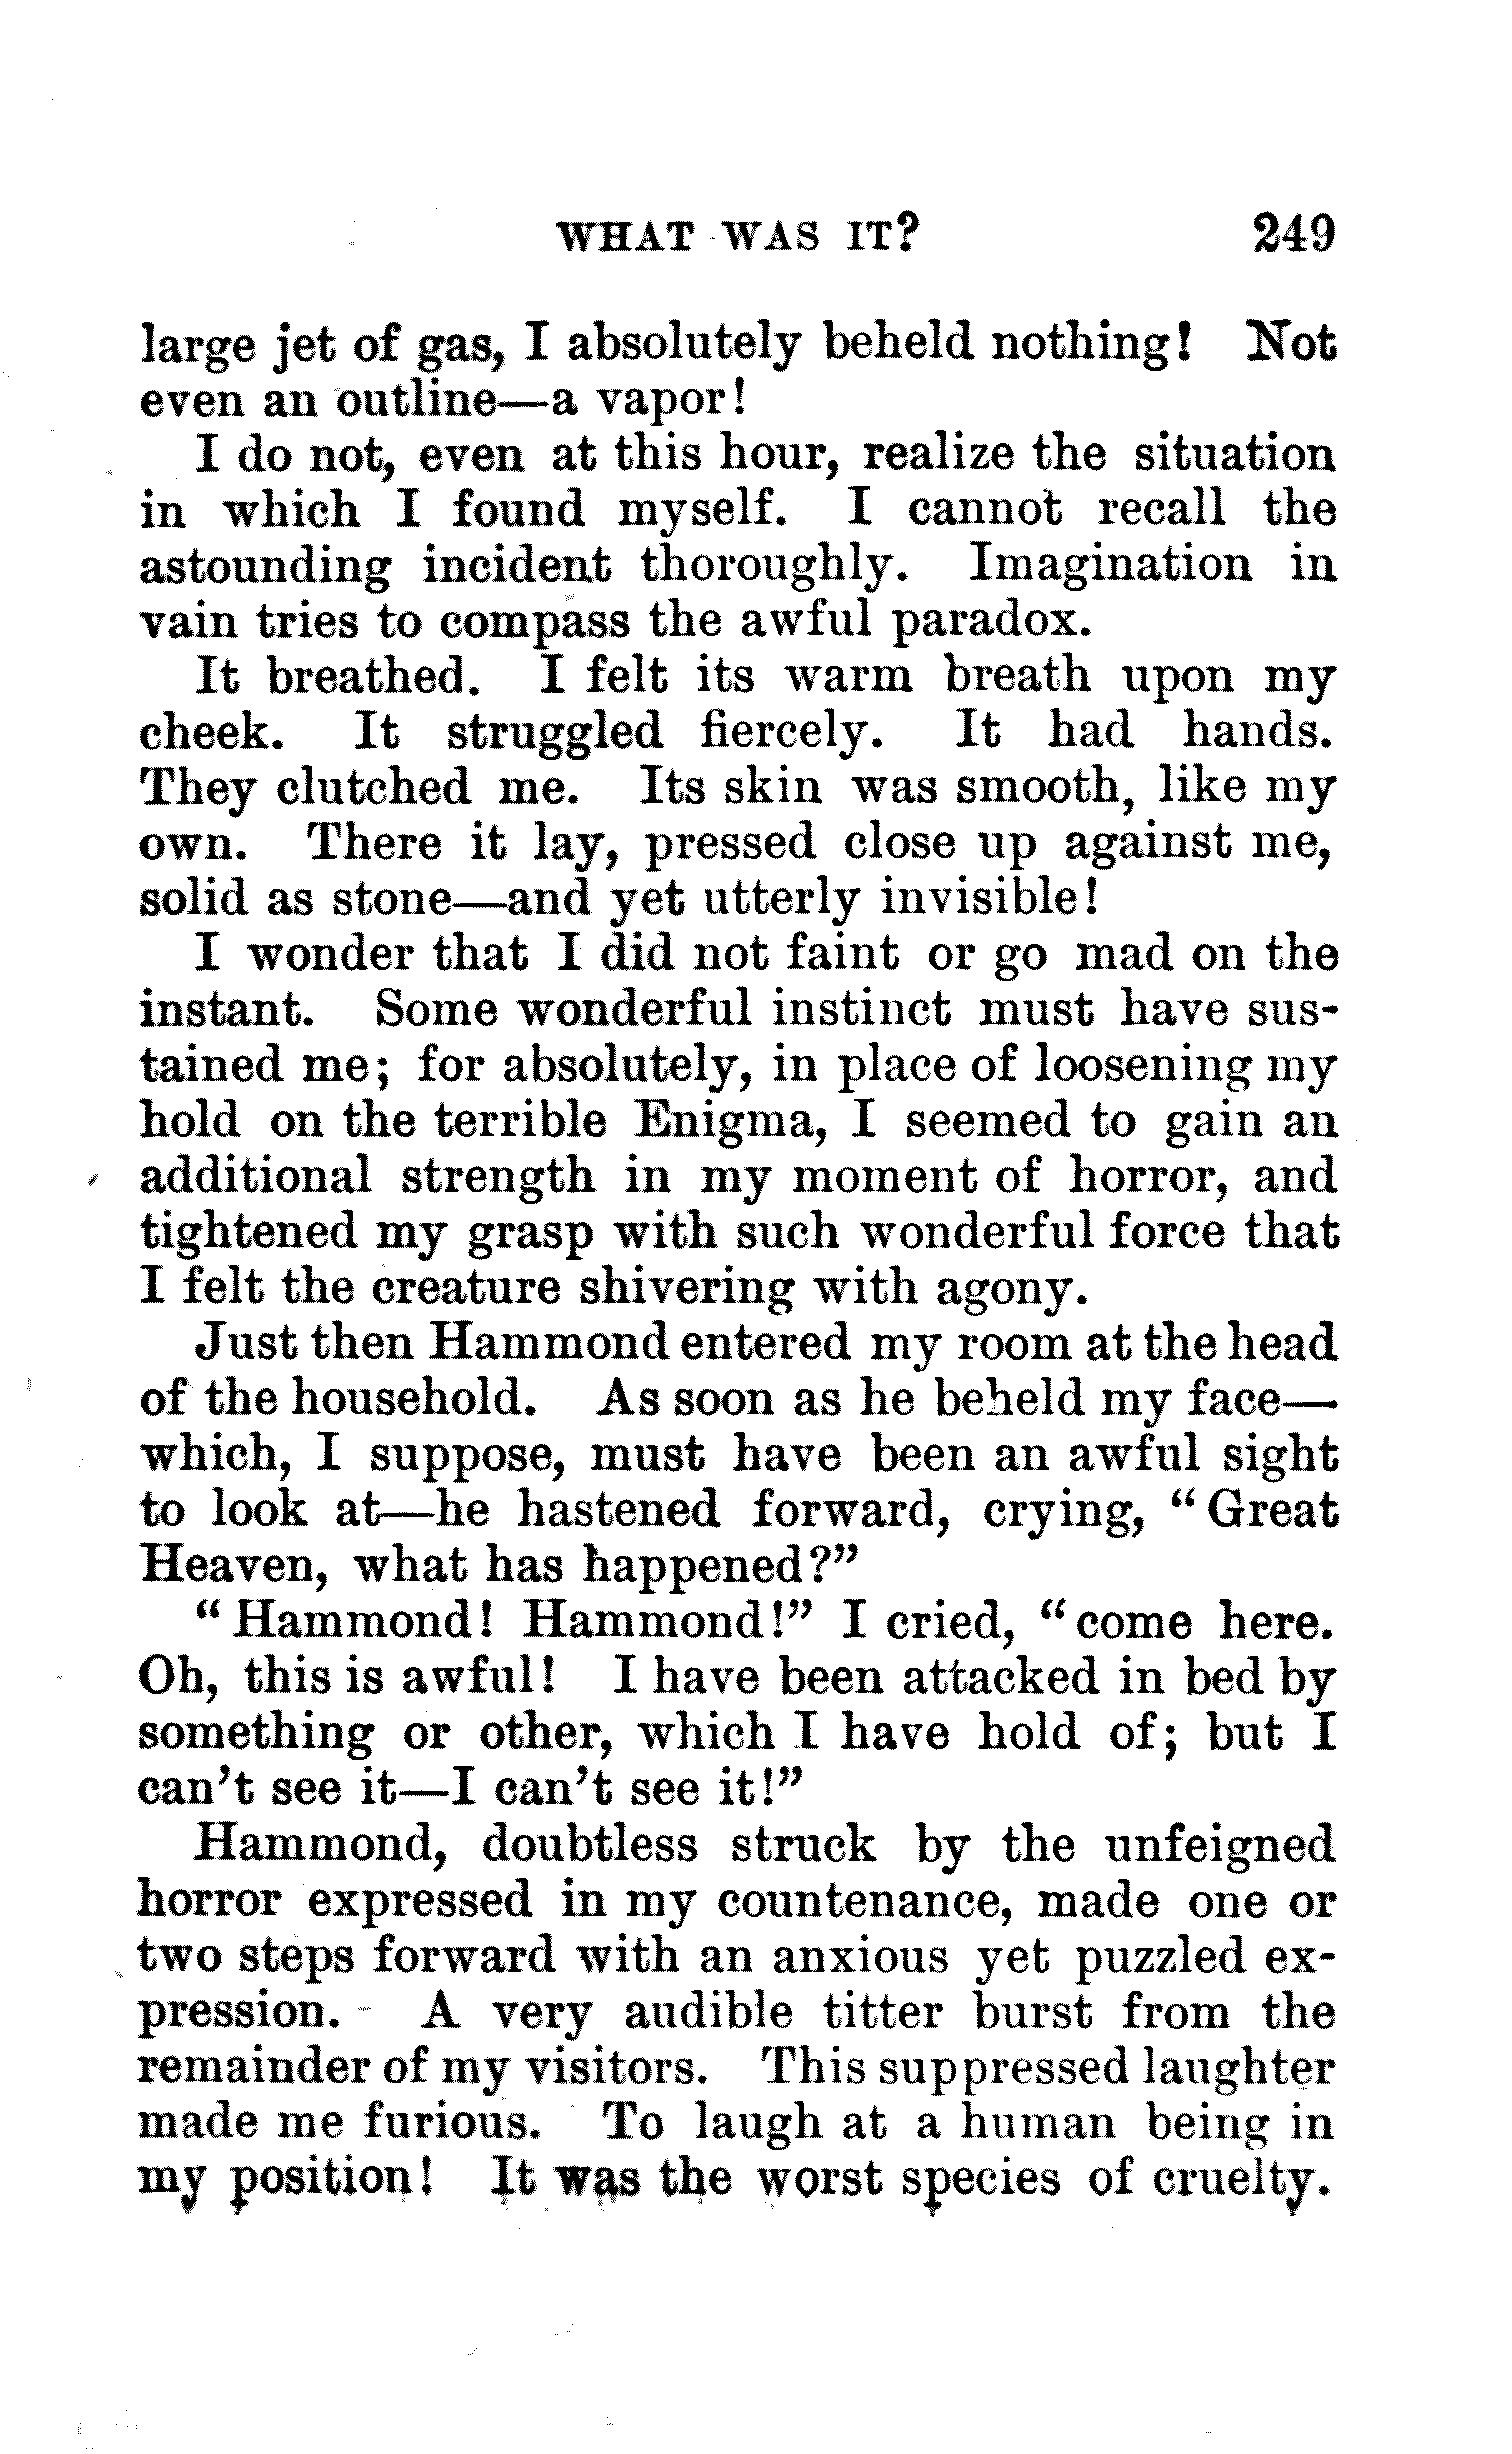 WHAT WAS IT? 249
large jet of gas, I absolutely beheld nothing! Not
even an outline—a vapor!
I do not, even at this hour, realize the situation
in which I found myself. I cannot recall the
astounding incident thoroughly. Imagination in
vain tries to compass the awful paradox.
It breathed. I felt its warm breath upon my
cheek. It struggled fiercely. It had hands.
They clutched me. Its skin was smooth, like my
own. There it lay, pressed close up against me,
solid as stone—and yet utterly invisible!
I wonder that I did not faint or go mad on the
instant. Some wonderful instinct must have sus-
tained me; for absolutely, in place of loosening my
hold on the terrible Enigma, I seemed to gain an
additional strength in my moment of horror, and
tightened my grasp with such wonderful force that
I felt the creature shivering with agony.
Just then Hammond entered my room at the head
of the household. As soon as he beheld my face—
which, I suppose, must have been an awful sight
to look at—he hastened forward, crying, “Great
Heaven, what has happened?”
“Hammond! Hammond!” I cried, “come here.
Oh, this is awful! I have been attacked in bed by
something or other, which I have hold of; but I
can’t see it—I can’t see it!”
Hammond, doubtless struck by the unfeigned
horror expressed in my countenance, made one or
two steps forward with an anxious yet puzzled ex-
pression. A very audible titter burst from the
remainder of my visitors. This suppressed laughter
made me furious. To laugh at a human being in
my position! It was the worst species of cruelty.